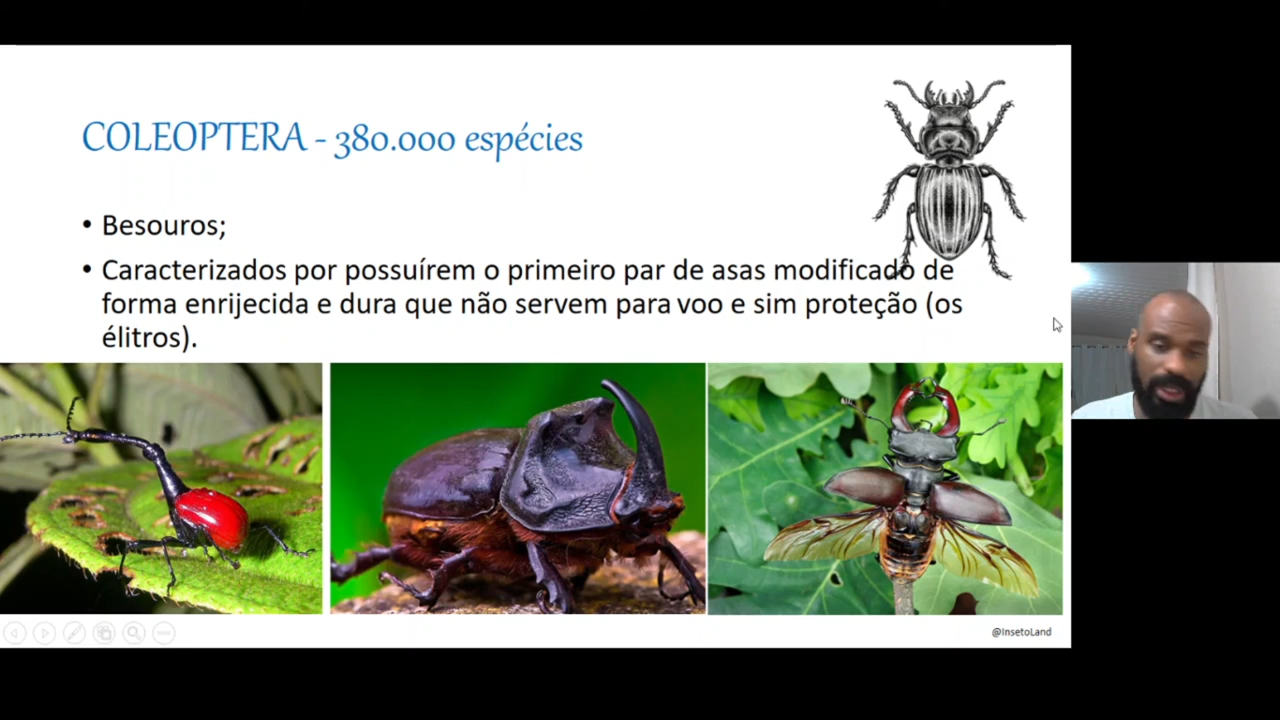 COLEOPTERA - 380.000 espécies
• Besouros;
• Caracterizados por possuírem o primeiro par de asas modificado de
forma enrijecida e dura que não servem para voo e sim proteção (os
élitros).
@InsetoLand